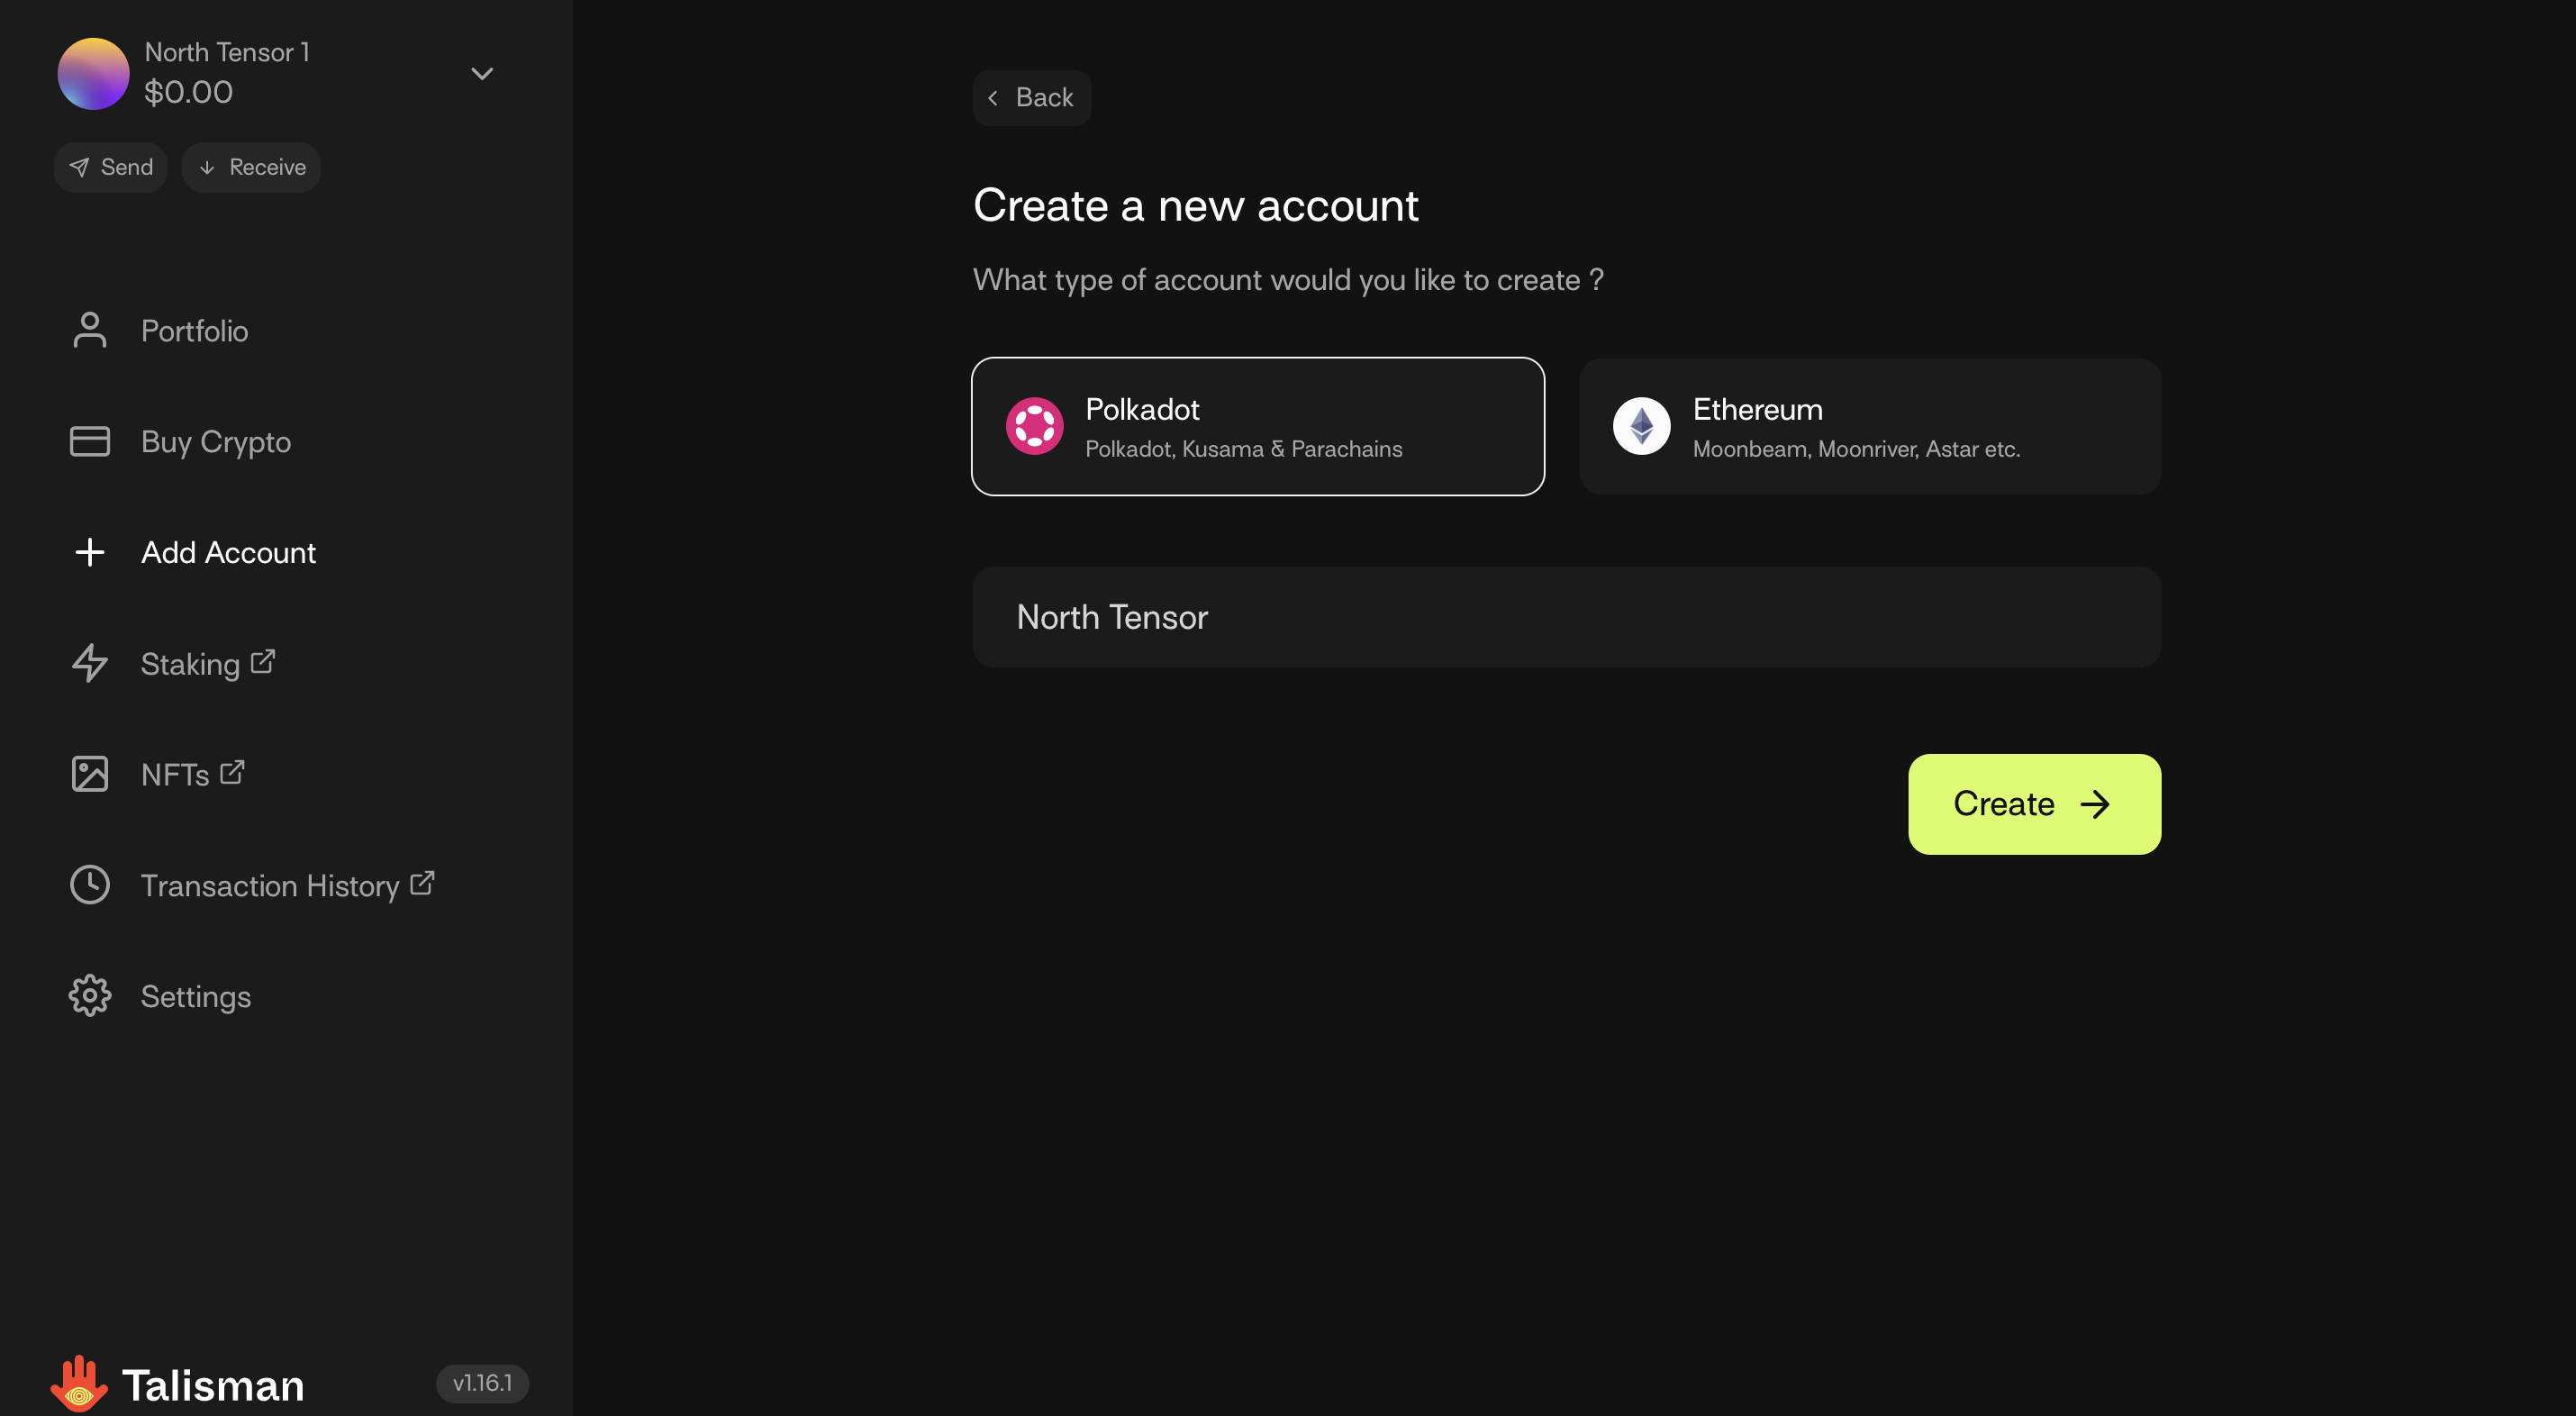 North Tensor 1
$0.00
Send
Receive
Portfolio
Buy Crypto
Add Account
Staking
NFTs
Transaction History
Settings
Talisman
v1.16.1
Back
Create a new account
What type of account would you like to create ?
Polkadot
Polkadot, Kusama & Parachains
Ethereum
Moonbeam, Moonriver, Astar etc.
North Tensor
Create